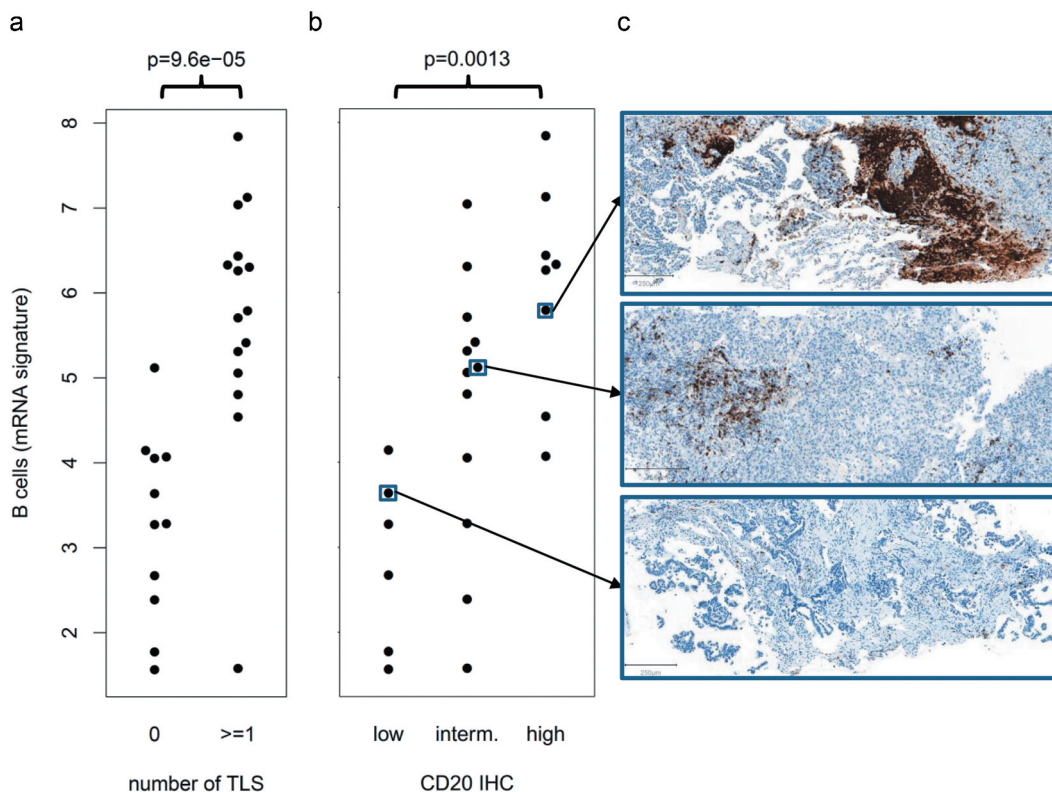 a
b
c
p=9.6e−05
p=0.0013
B cells (mRNA signature)
8
7
6
5
4
3
2
0
>=1
number of TLS
low
interm.
high
CD20 IHC
250µm
250µm